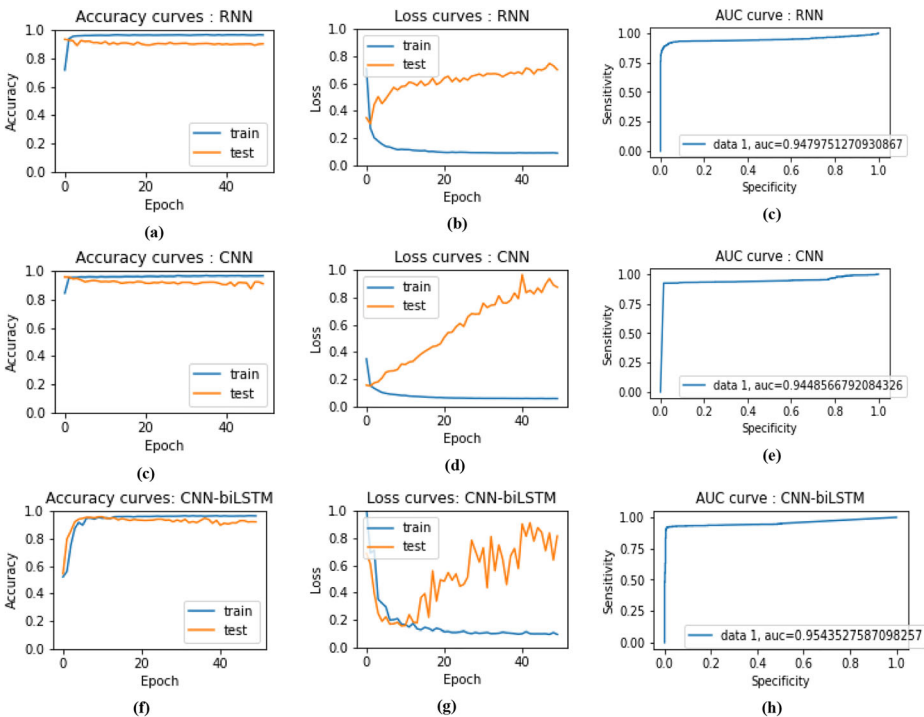 Accuracy curves : RNN
Accuracy
1.0
0.8
0.6
0.4
0.2
0.0
train
test
0
20
40
Epoch
(a)
Loss curves : RNN
Loss
1.0
0.8
0.6
0.4
0.2
0.0
train
test
0
20
40
Epoch
(b)
AUC curve : RNN
Sensitivity
1.00
0.75
0.50
0.25
0.00
data 1, auc=0.9479751270930867
0.0
0.2
0.4
0.6
0.8
1.0
Specificity
(c)
Accuracy curves : CNN
Accuracy
1.0
0.8
0.6
0.4
0.2
0.0
train
test
0
20
40
Epoch
(c)
Loss curves : CNN
Loss
1.0
0.8
0.6
0.4
0.2
0.0
train
test
0
20
40
Epoch
(d)
AUC curve : CNN
Sensitivity
1.00
0.75
0.50
0.25
0.00
data 1, auc=0.9448566792084326
0.0
0.2
0.4
0.6
0.8
1.0
Specificity
(e)
Accuracy curves: CNN-biLSTM
Accuracy
1.0
0.8
0.6
0.4
0.2
0.0
train
test
0
20
40
Epoch
(f)
Loss curves: CNN-biLSTM
Loss
1.0
0.8
0.6
0.4
0.2
0.0
train
test
0
20
40
Epoch
(g)
AUC curve : CNN-biLSTM
Sensitivity
1.00
0.75
0.50
0.25
0.00
data 1, auc=0.9543527587098257
0.0
0.2
0.4
0.6
0.8
1.0
Specificity
(h)